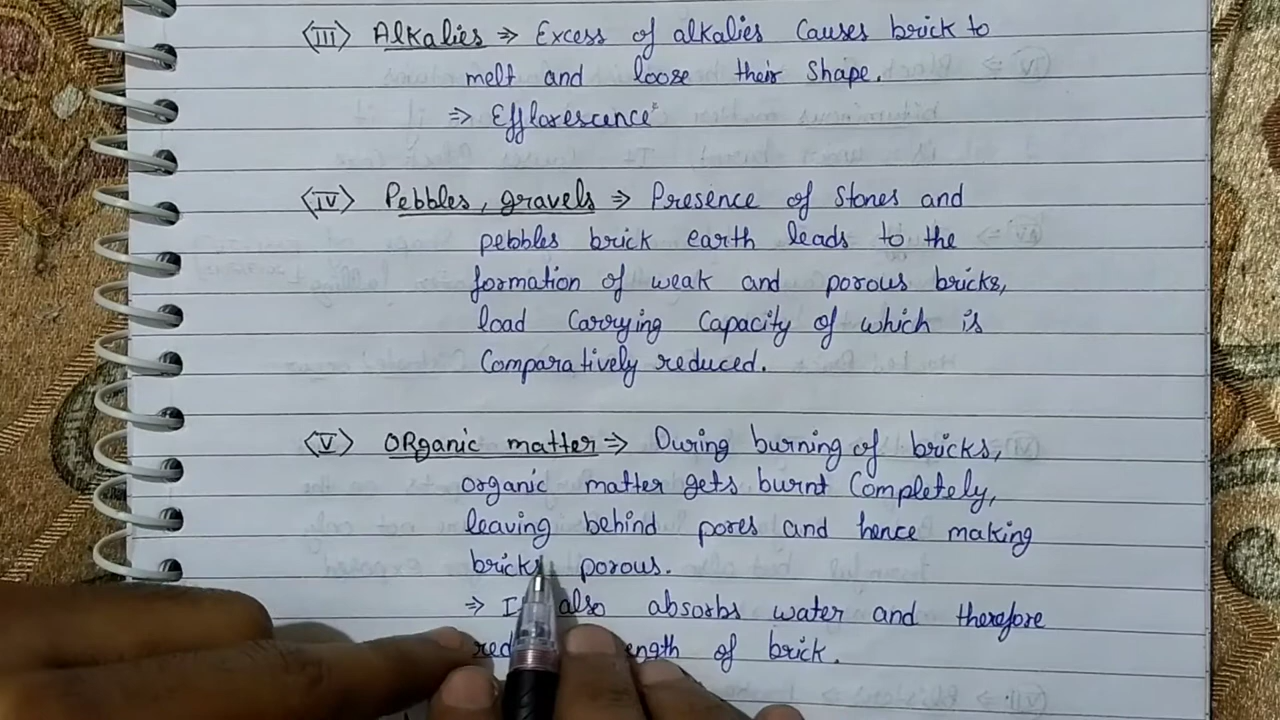 (III) Alkalies ⇒ Excess of alkalies Causes brick to
melt and loose their Shape.
⇒ Efflorescence
(IV) Pebbles, gravels ⇒ Presence of Stones and
pebbles brick earth leads to the
formation of weak and porous bricks,
load Carrying Capacity of which is
Comparatively reduced.
(V) ORganic matter ⇒ During burning of bricks,
organic matter gets burnt Completely,
leaving behind pores and hence making
bricks porous.
⇒ also absorbs water and therefore
of brick.